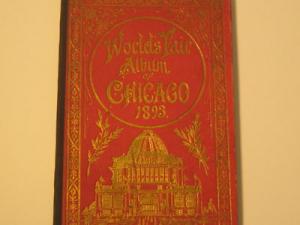 World's Fair
Album
of
CHICAGO
1893.